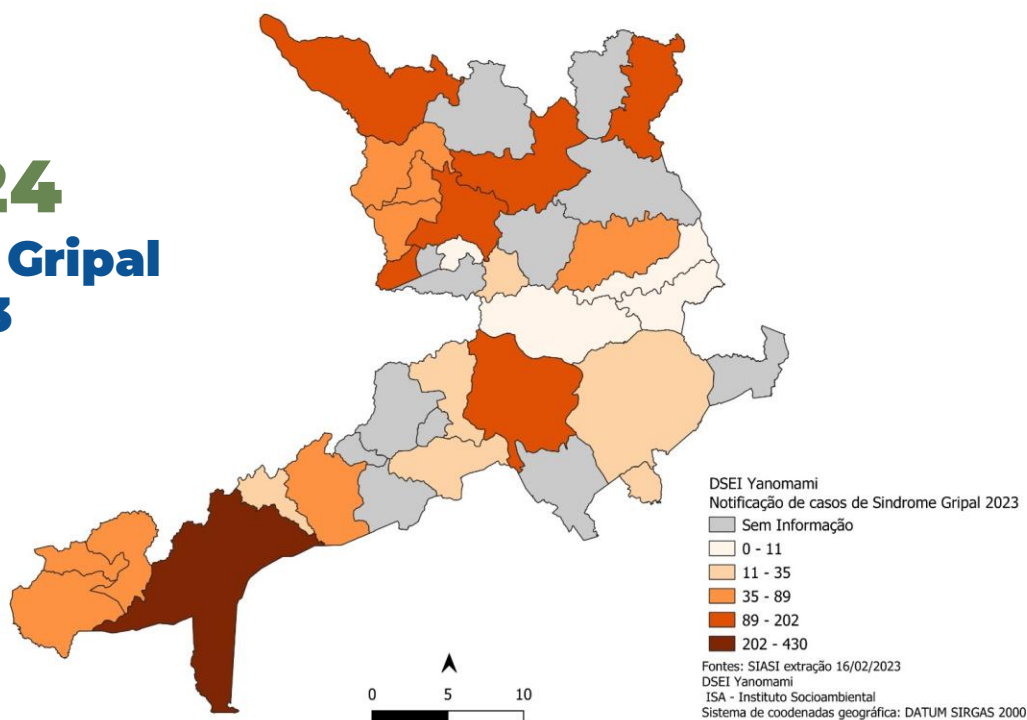 24
Gripal
3
DSEI Yanomami
Notificação de casos de Sindrome Gripal 2023
Sem Informação
0 - 11
11 - 35
35 - 89
89 - 202
202 - 430
Fontes: SIASI extração 16/02/2023
DSEI Yanomami
ISA - Instituto Socioambiental
Sistema de coodenadas geográfica: DATUM SIRGAS 2000
0 5 10